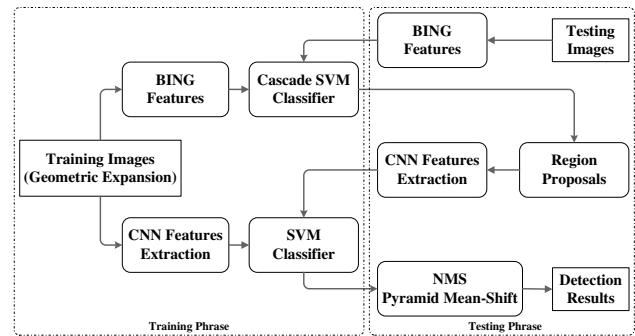 BING
Features
Testing
Images
BING
Features
Cascade SVM
Classifier
Training Images
(Geometric Expansion)
CNN Features
Extraction
Region
Proposals
CNN Features
Extraction
SVM
Classifier
NMS
Pyramid Mean-Shift
Detection
Results
Training Phrase
Testing Phrase